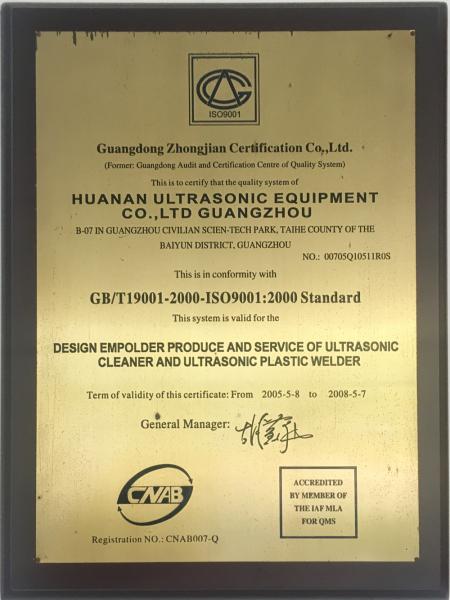 ISO9001
Guangdong Zhongjian Certification Co,,Ltd.
(Former: Guangdong Audit and Certification Centre of Quality System)
This is to certify that the quality system of
HUANAN ULTRASONIC EQUIPMENT
CO.,LTD GUANGZHOU
B-07 IN GUANGZHOU CIVILIAN SCIEN-TECH PARK, TAIHE COUNTY OF THE
BAIYUN DISTRICT, GUANGZHOU
NO.: 00705Q10511R0S
This is in conformity with
GB/T19001-2000-ISO9001:2000 Standard
This system is valid for the
DESIGN EMPOLDER PRODUCE AND SERVICE OF ULTRASONIC
CLEANER AND ULTRASONIC PLASTIC WELDER
Term of validity of this certificate: From 2005-5-8 to 2008-5-7
General Manager:
CNAB
Registration NO.: CNAB007-Q
ACCREDITED
BY MEMBER OF
THE IAF MLA
FOR QMS